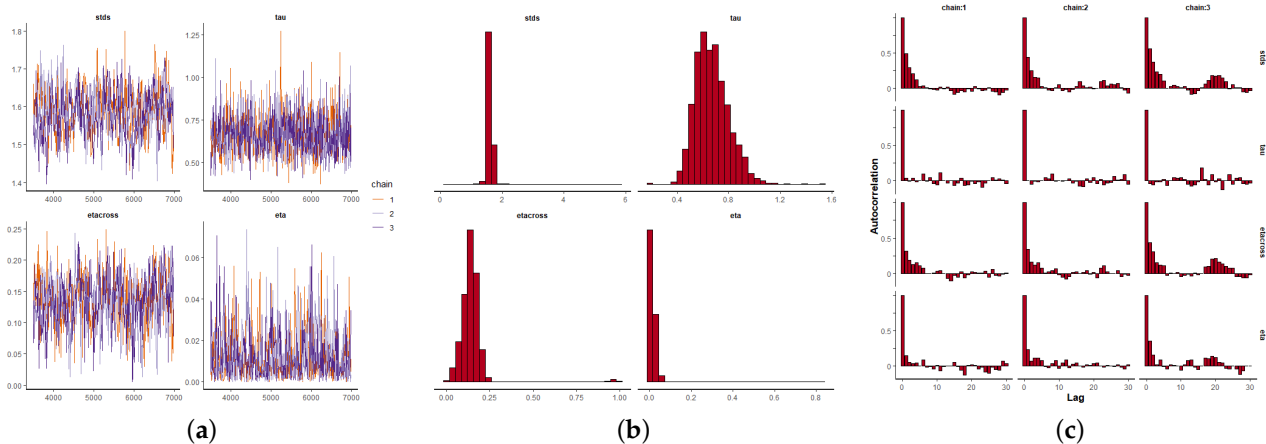 stds
tau
1.8
1.7
1.6
1.5
1.4
1.25
1.00
0.75
0.50
4000 5000 6000 7000
4000 5000 6000 7000
etacross
eta
0.25
0.20
0.15
0.10
0.05
0.00
0.06
0.04
0.02
0.00
4000 5000 6000 7000
4000 5000 6000 7000
chain
1
2
3
(a)
stds
tau
0 2 4 6
0.4 0.8 1.2 1.6
etacross
eta
0.00 0.25 0.50 0.75 1.00
0.0 0.2 0.4 0.6 0.8
(b)
chain:1 chain:2 chain:3
Autocorrelation
0.5
0
stds
0.5
0
tau
0.5
0
etacross
0.5
0
eta
0 10 20 30 0 10 20 30 0 10 20 30
Lag
(c)